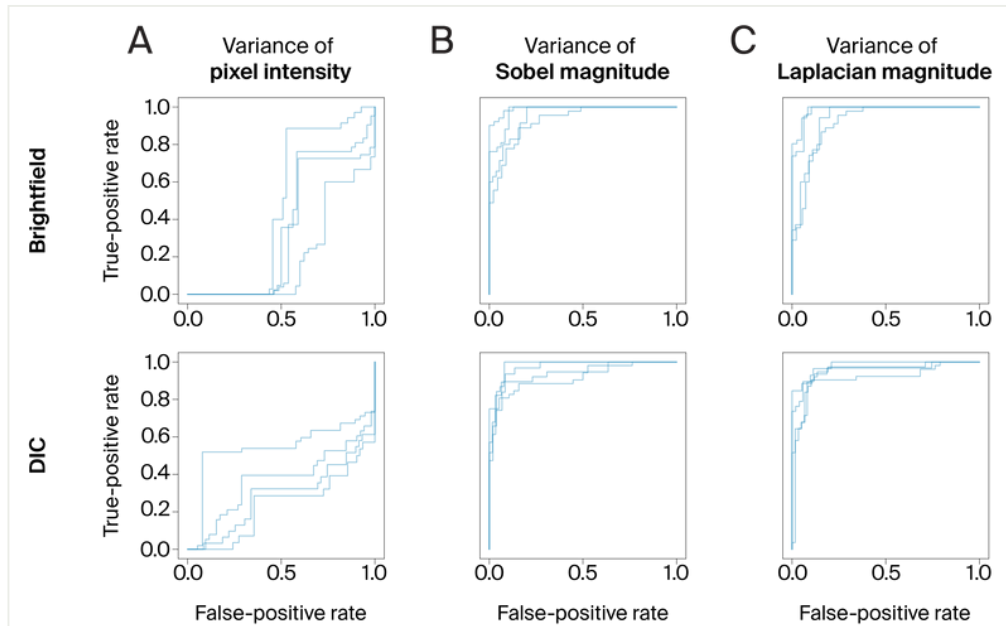 A
Variance of
pixel intensity
B
Variance of
Sobel magnitude
C
Variance of
Laplacian magnitude
Brightfield
True-positive rate
1.0
0.8
0.6
0.4
0.2
0.0
0.0 0.5 1.0
0.0 0.5 1.0
0.0 0.5 1.0
DIC
True-positive rate
1.0
0.8
0.6
0.4
0.2
0.0
0.0 0.5 1.0
0.0 0.5 1.0
0.0 0.5 1.0
False-positive rate
False-positive rate
False-positive rate